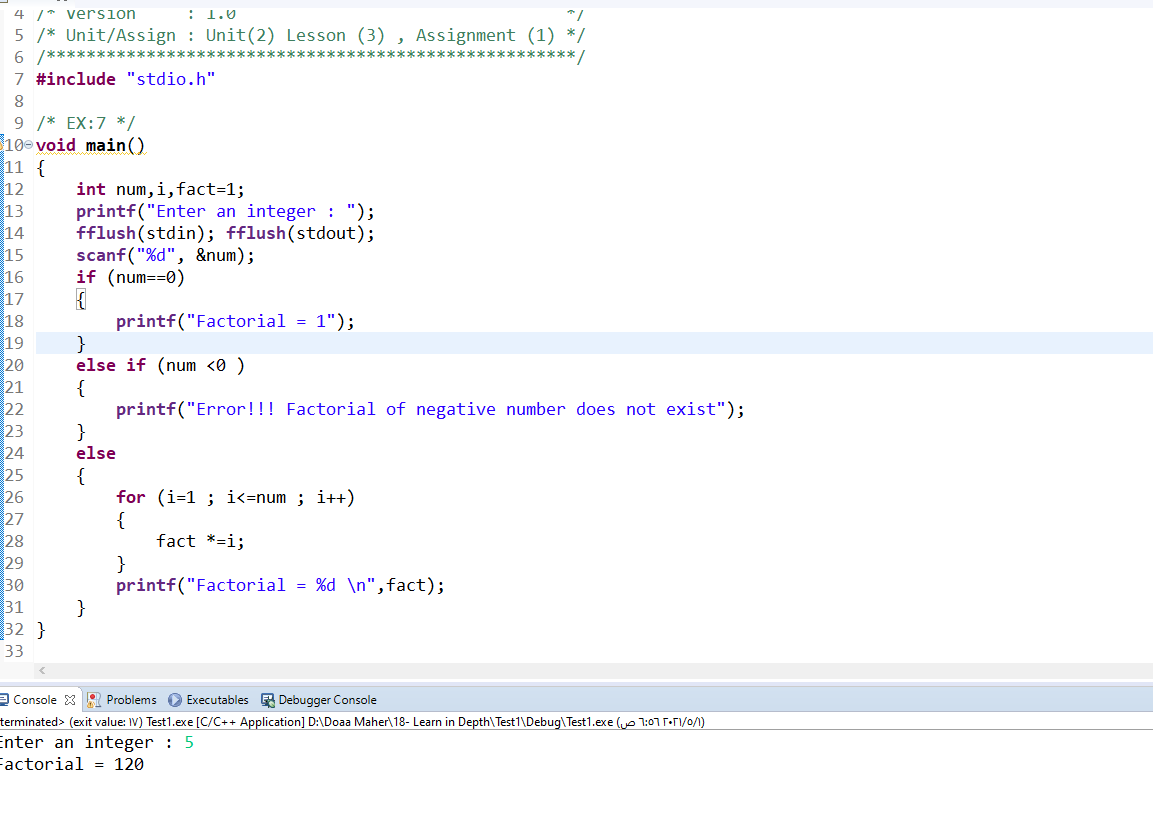 4 /* Version     : 1.0                                 */
5 /* Unit/Assign : Unit(2) Lesson (3) , Assignment (1) */
6 /*****************************************************/
7 #include "stdio.h"
8
9 /* EX:7 */
10 void main()
11 {
12     int num,i,fact=1;
13     printf("Enter an integer : ");
14     fflush(stdin); fflush(stdout);
15     scanf("%d", &num);
16     if (num==0)
17     {
18         printf("Factorial = 1");
19     }
20     else if (num <0 )
21     {
22         printf("Error!!! Factorial of negative number does not exist");
23     }
24     else
25     {
26         for (i=1 ; i<=num ; i++)
27         {
28             fact *=i;
29         }
30         printf("Factorial = %d \n",fact);
31     }
32 }
33
Console Problems Executables Debugger Console
terminated> (exit value: ١٧) Test1.exe [C/C++ Application] D:\Doaa Maher\18- Learn in Depth\Test1\Debug\Test1.exe (٢٠٢١/٥/١ ٦:٥٦ ص)
Enter an integer : 5
Factorial = 120